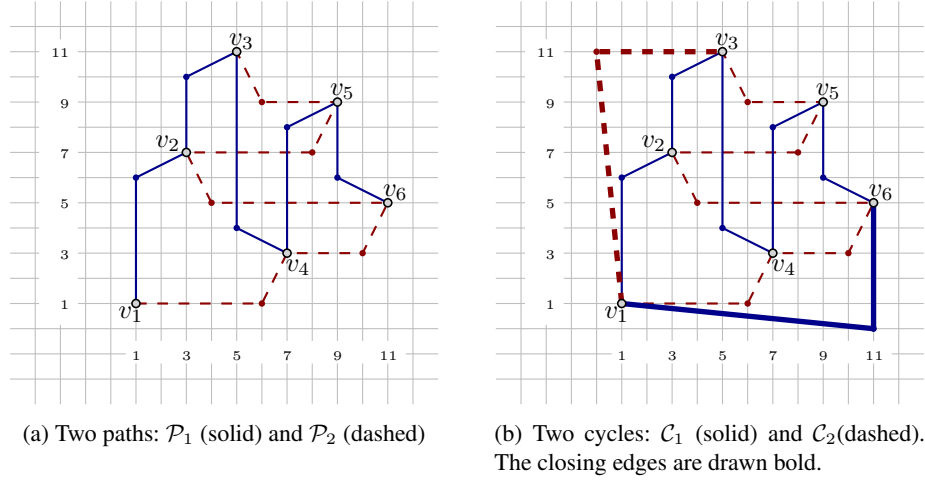 11
9
7
5
3
1
v3
v5
v2
v6
v4
v1
1 3 5 7 9 11
11
9
7
5
3
1
v3
v5
v2
v6
v4
v1
1 3 5 7 9 11
(a) Two paths: P1 (solid) and P2 (dashed)
(b) Two cycles: C1 (solid) and C2(dashed).
The closing edges are drawn bold.